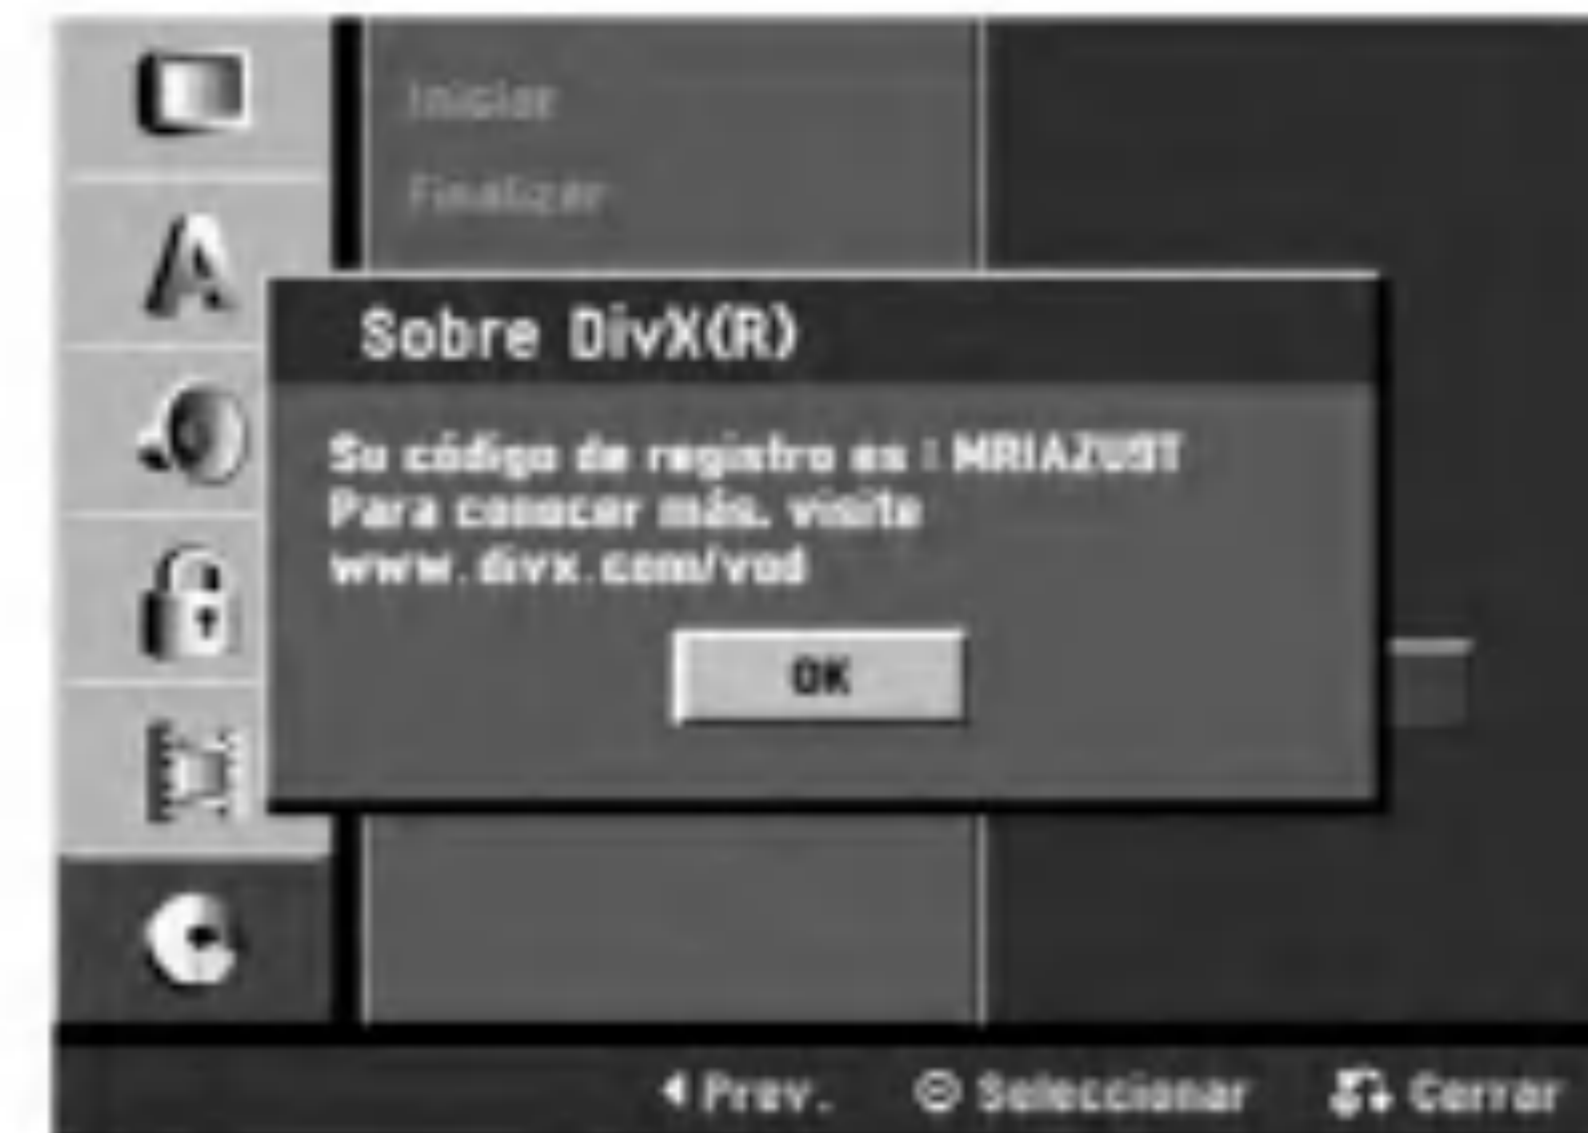 Iniciar
Finalizar
Sobre DivX(R)
Su código de registro es :
Para conocer más. visite
www.divx.com/vod
OK
Prev.
Seleccionar
Cerrar